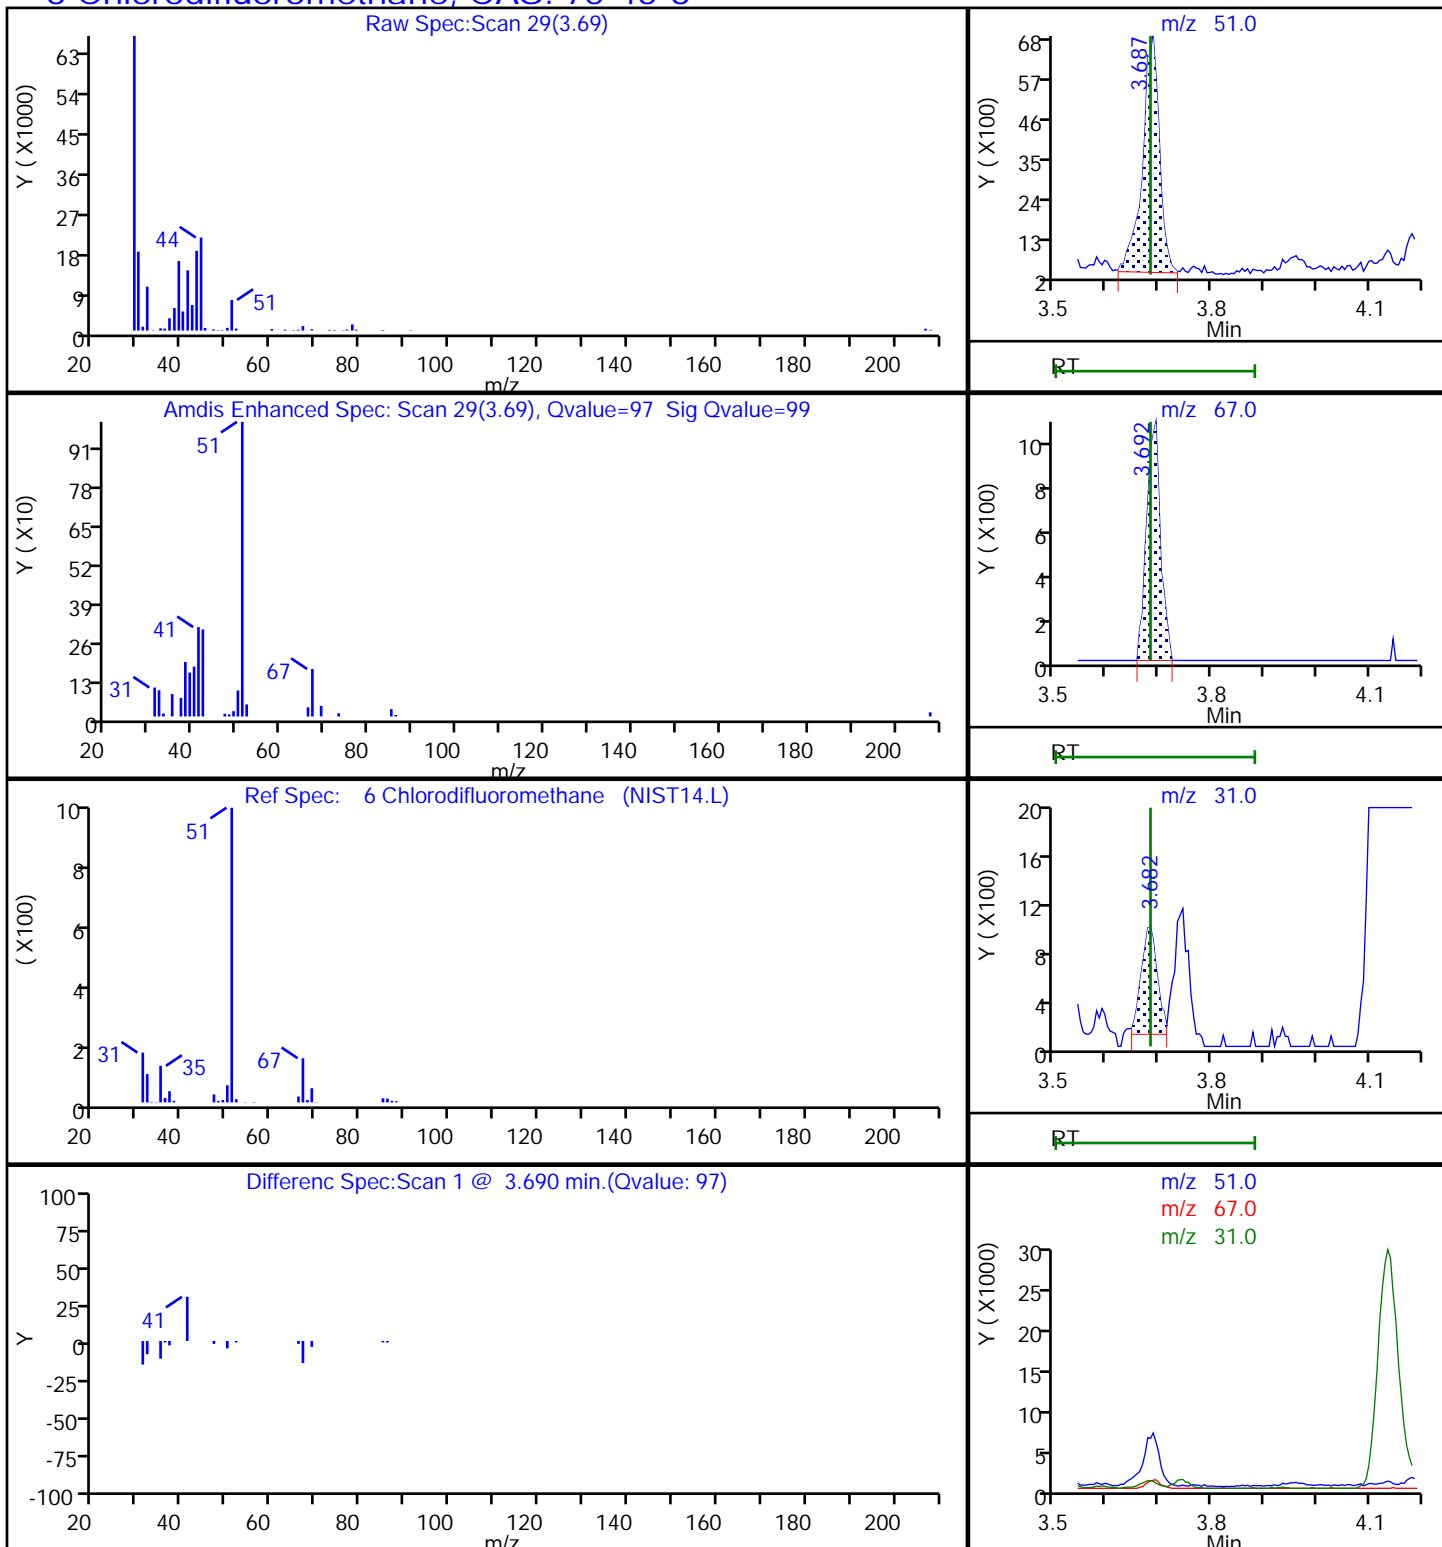 6 Chlorodifluoromethane, CAS: 75-45-6
Raw Spec:Scan 29(3.69)
Y ( X1000)
63
54
45
36
27
18
9
0
44
51
20 40 60 80 100 120 140 160 180 200
m/z
m/z 51.0
Y ( X100)
68
57
46
35
24
13
2
3.687
3.5 3.8 4.1
Min
RT
Amdis Enhanced Spec: Scan 29(3.69), Qvalue=97 Sig Qvalue=99
Y ( X10)
91
78
65
52
39
26
13
0
51
41
31
67
20 40 60 80 100 120 140 160 180 200
m/z
m/z 67.0
Y ( X100)
10
8
6
4
2
0
3.692
3.5 3.8 4.1
Min
RT
Ref Spec: 6 Chlorodifluoromethane (NIST14.L)
( X100)
10
8
6
4
2
0
51
31
35
67
20 40 60 80 100 120 140 160 180 200
m/z 31.0
Y ( X100)
20
16
12
8
4
0
3.682
3.5 3.8 4.1
Min
RT
Differenc Spec:Scan 1 @ 3.690 min.(Qvalue: 97)
Y
100
75
50
25
0
-25
-50
-75
-100
41
20 40 60 80 100 120 140 160 180 200
m/z
m/z 51.0
m/z 67.0
m/z 31.0
Y ( X1000)
30
25
20
15
10
5
0
3.5 3.8 4.1
Min